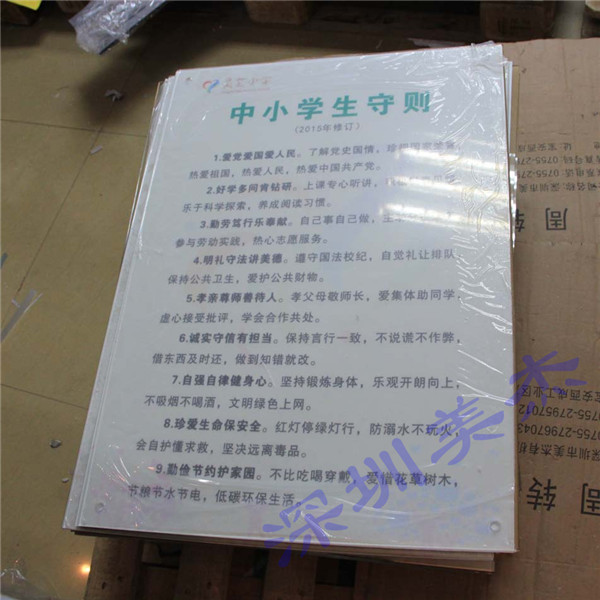 中小学生守则
(2015年修订)
1.爱党爱国爱人民。了解党史国情,珍视国家荣誉,
热爱祖国,热爱人民,热爱中国共产党。
2.好学多问肯钻研。上课专心听讲,
乐于科学探索,养成阅读习惯。
3.勤劳笃行乐奉献。自己事自己做,主
参与劳动实践,热心志愿服务。
4.明礼守法讲美德。遵守国法校纪,自觉礼让排队,
保持公共卫生,爱护公共财物。
5.孝亲尊师善待人。孝父母敬师长,爱集体助同学,
虚心接受批评,学会合作共处。
6.诚实守信有担当。保持言行一致,不说谎不作弊,
借东西及时还,做到知错就改。
7.自强自律健身心。坚持锻炼身体,乐观开朗向上,
不吸烟不喝酒,文明绿色上网。
8.珍爱生命保安全。红灯停绿灯行,防溺水不玩火,
会自护懂求救,坚决远离毒品。
9.勤俭节约护家园。不比吃喝穿戴,爱惜花草树木,
节粮节水节电,低碳环保生活。
深圳美杰
周转
周转